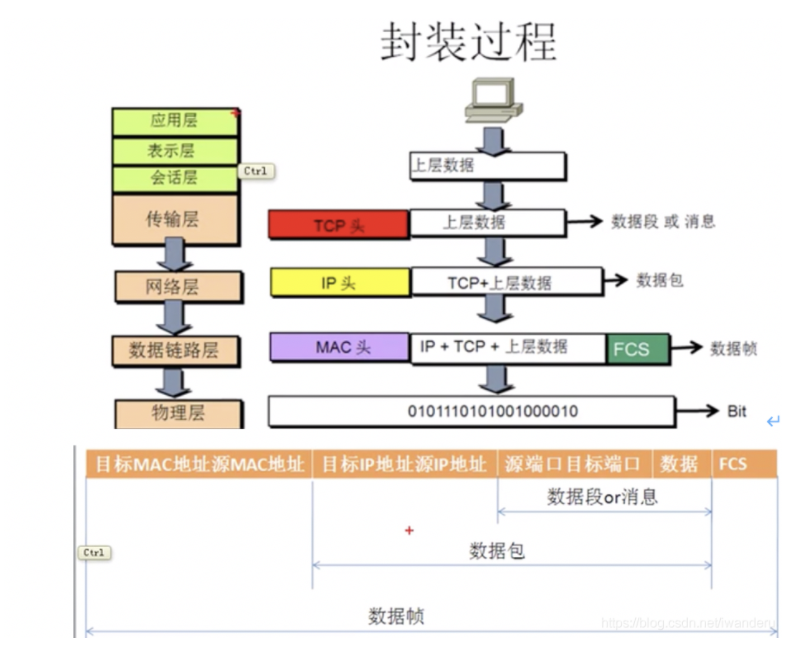 封装过程
应用层
表示层
会话层
Ctrl
传输层
网络层
数据链路层
物理层
上层数据
TCP 头 上层数据 数据段 或 消息
IP 头 TCP+上层数据 数据包
MAC 头 IP + TCP + 上层数据 FCS 数据帧
0101110101001000010 Bit
目标MAC地址源MAC地址 目标IP地址源IP地址 源端口目标端口 数据 FCS
数据段or消息
Ctrl
数据包
数据帧